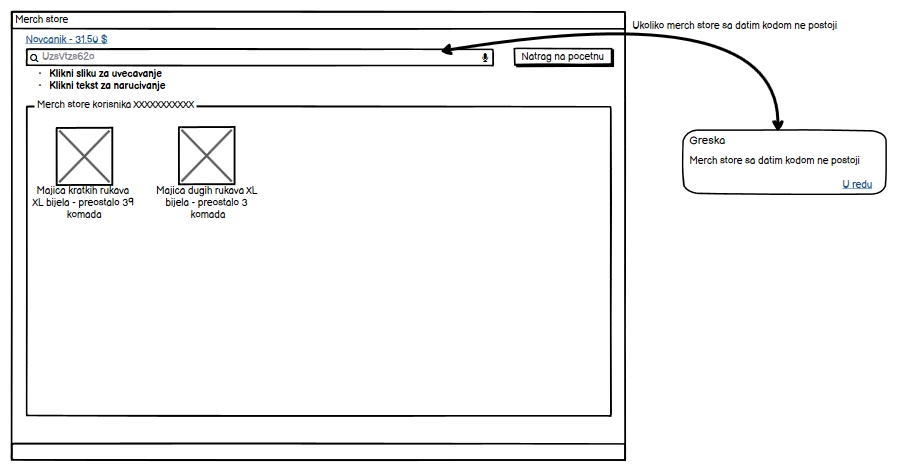 Merch store
Ukoliko merch store sa datim kodom ne postoji
Novcanik - 31.50 $
UzsVtzs62o
Natrag na pocetnu
· Klikni sliku za uvecavanje
· Klikni tekst za narucivanje
Merch store korisnika XXXXXXXXXXX
Majica kratkih rukava
XL bijela - preostalo 39
komada
Majica dugih rukava XL
bijela - preostalo 3
komada
Greska
Merch store sa datim kodom ne postoji
U redu